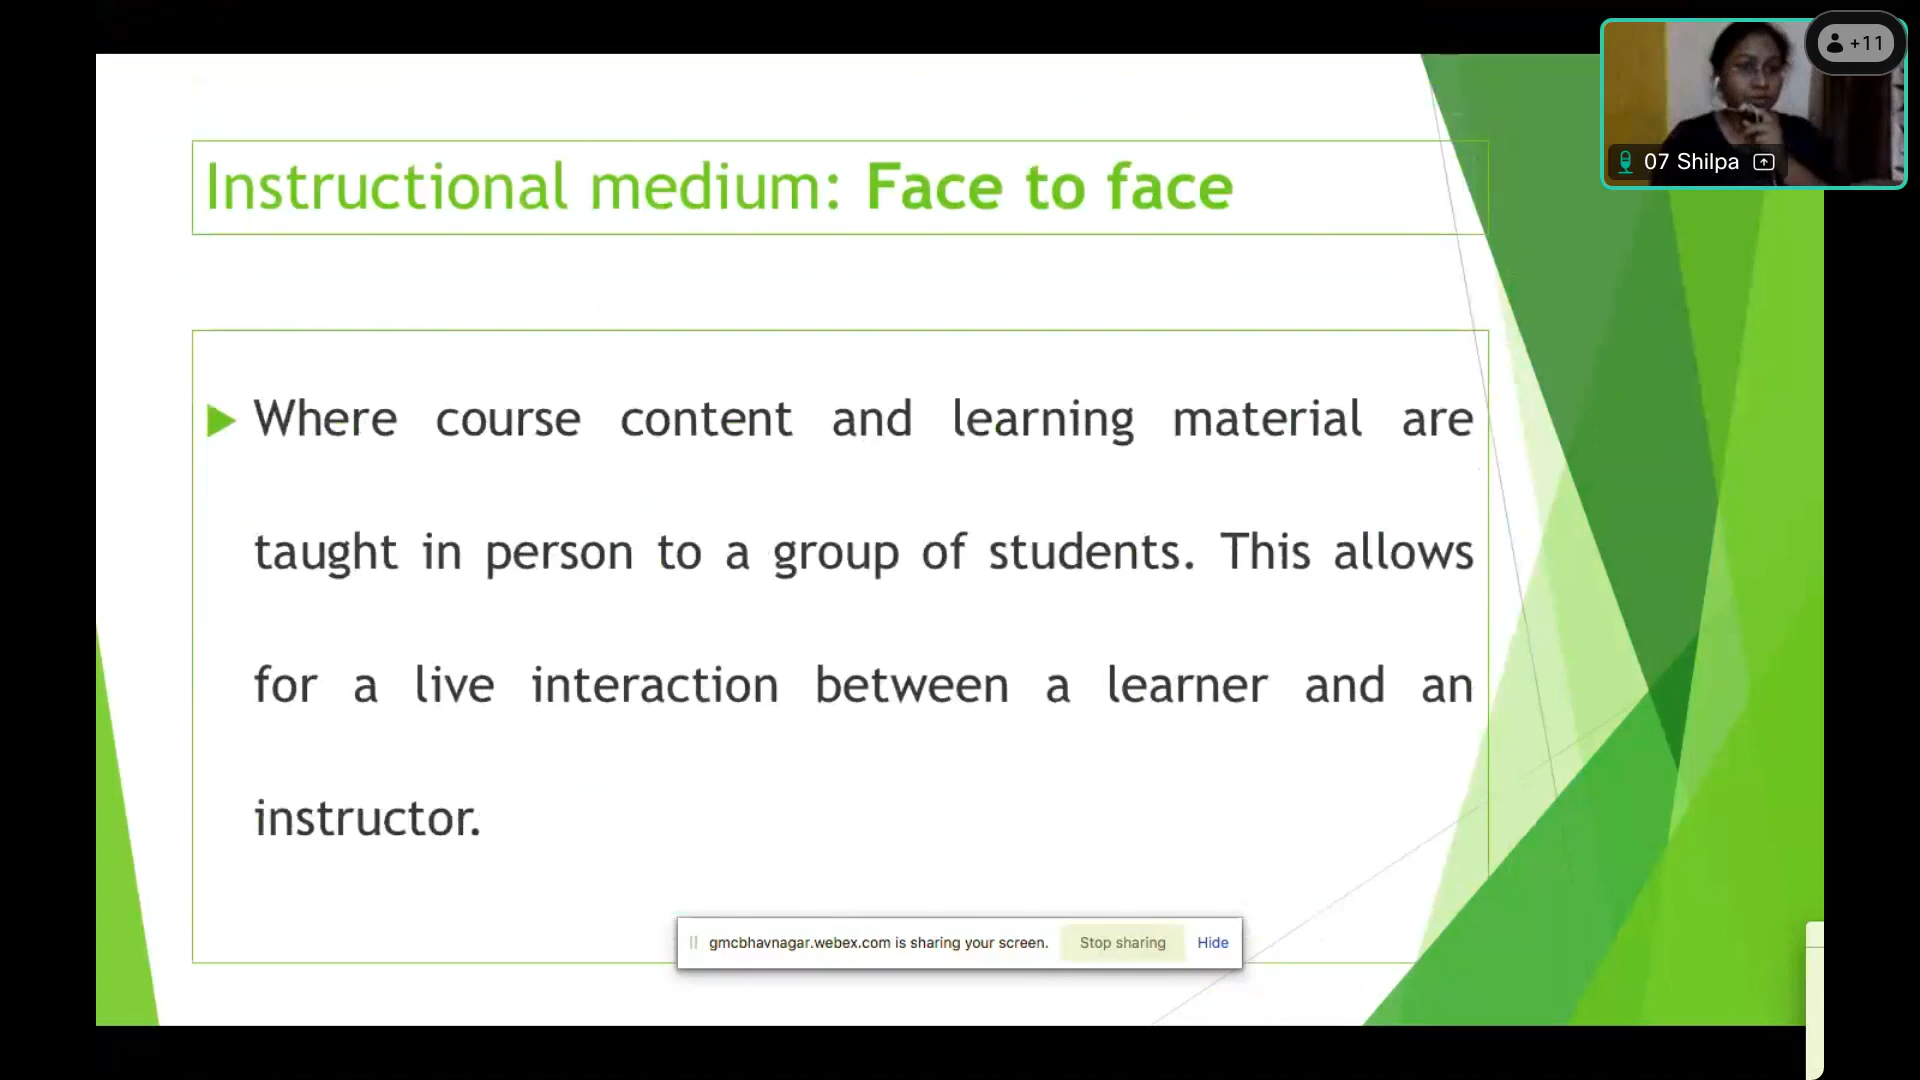 +11
07 Shilpa
Instructional medium: Face to face
Where course content and learning material are
taught in person to a group of students. This allows
for a live interaction between a learner and an
instructor.
gmcbhavnagar.webex.com is sharing your screen. Stop sharing Hide